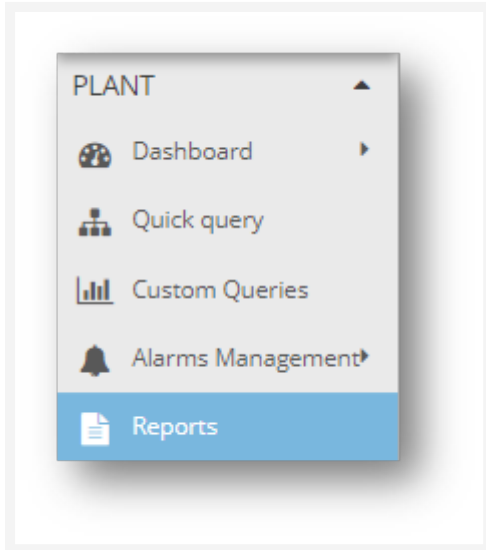 PLANT
Dashboard
Quick query
Custom Queries
Alarms Management
Reports